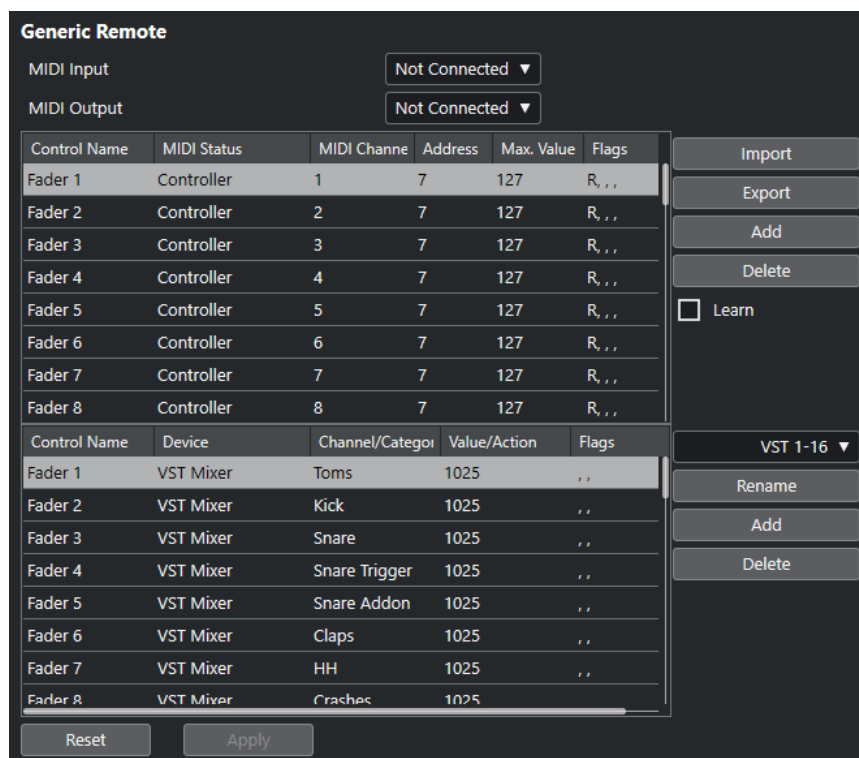 Generic Remote
MIDI Input Not Connected ▼
MIDI Output Not Connected ▼
Control Name MIDI Status MIDI Channe Address Max. Value Flags
Fader 1 Controller 1 7 127 R, , ,
Fader 2 Controller 2 7 127 R, , ,
Fader 3 Controller 3 7 127 R, , ,
Fader 4 Controller 4 7 127 R, , ,
Fader 5 Controller 5 7 127 R, , ,
Fader 6 Controller 6 7 127 R, , ,
Fader 7 Controller 7 7 127 R, , ,
Fader 8 Controller 8 7 127 R, , ,
Import
Export
Add
Delete
Learn
Control Name Device Channel/Categor Value/Action Flags
Fader 1 VST Mixer Toms 1025 , ,
Fader 2 VST Mixer Kick 1025 , ,
Fader 3 VST Mixer Snare 1025 , ,
Fader 4 VST Mixer Snare Trigger 1025 , ,
Fader 5 VST Mixer Snare Addon 1025 , ,
Fader 6 VST Mixer Claps 1025 , ,
Fader 7 VST Mixer HH 1025 , ,
Fader 8 VST Mixer Crashes 1025
VST 1-16 ▼
Rename
Add
Delete
Reset Apply